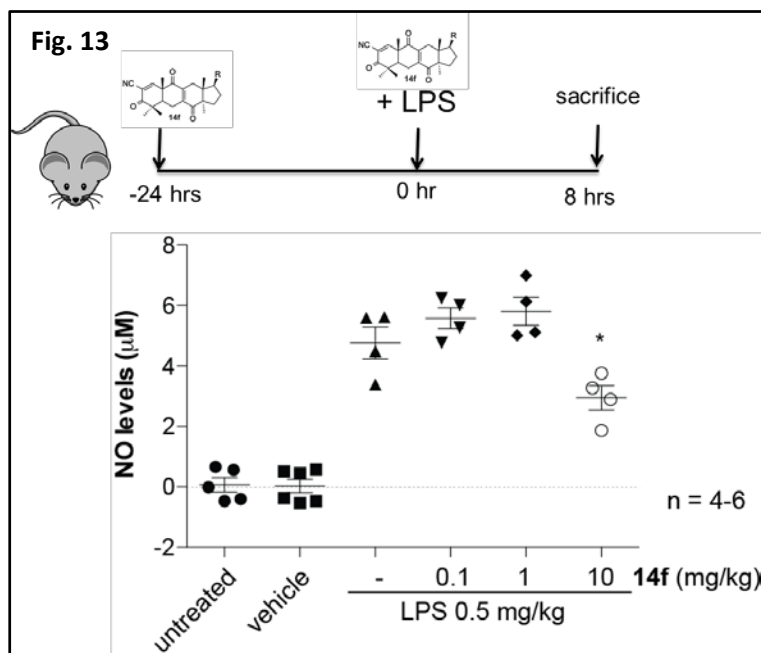 Fig. 13
NC
O
O
O
R
14f
NC
O
O
O
R
14f
+ LPS
sacrifice
-24 hrs
0 hr
8 hrs
NO levels (µM)
8
6
4
2
0
-2
*
n = 4-6
untreated
vehicle
- 0.1 1 10 14f (mg/kg)
LPS 0.5 mg/kg